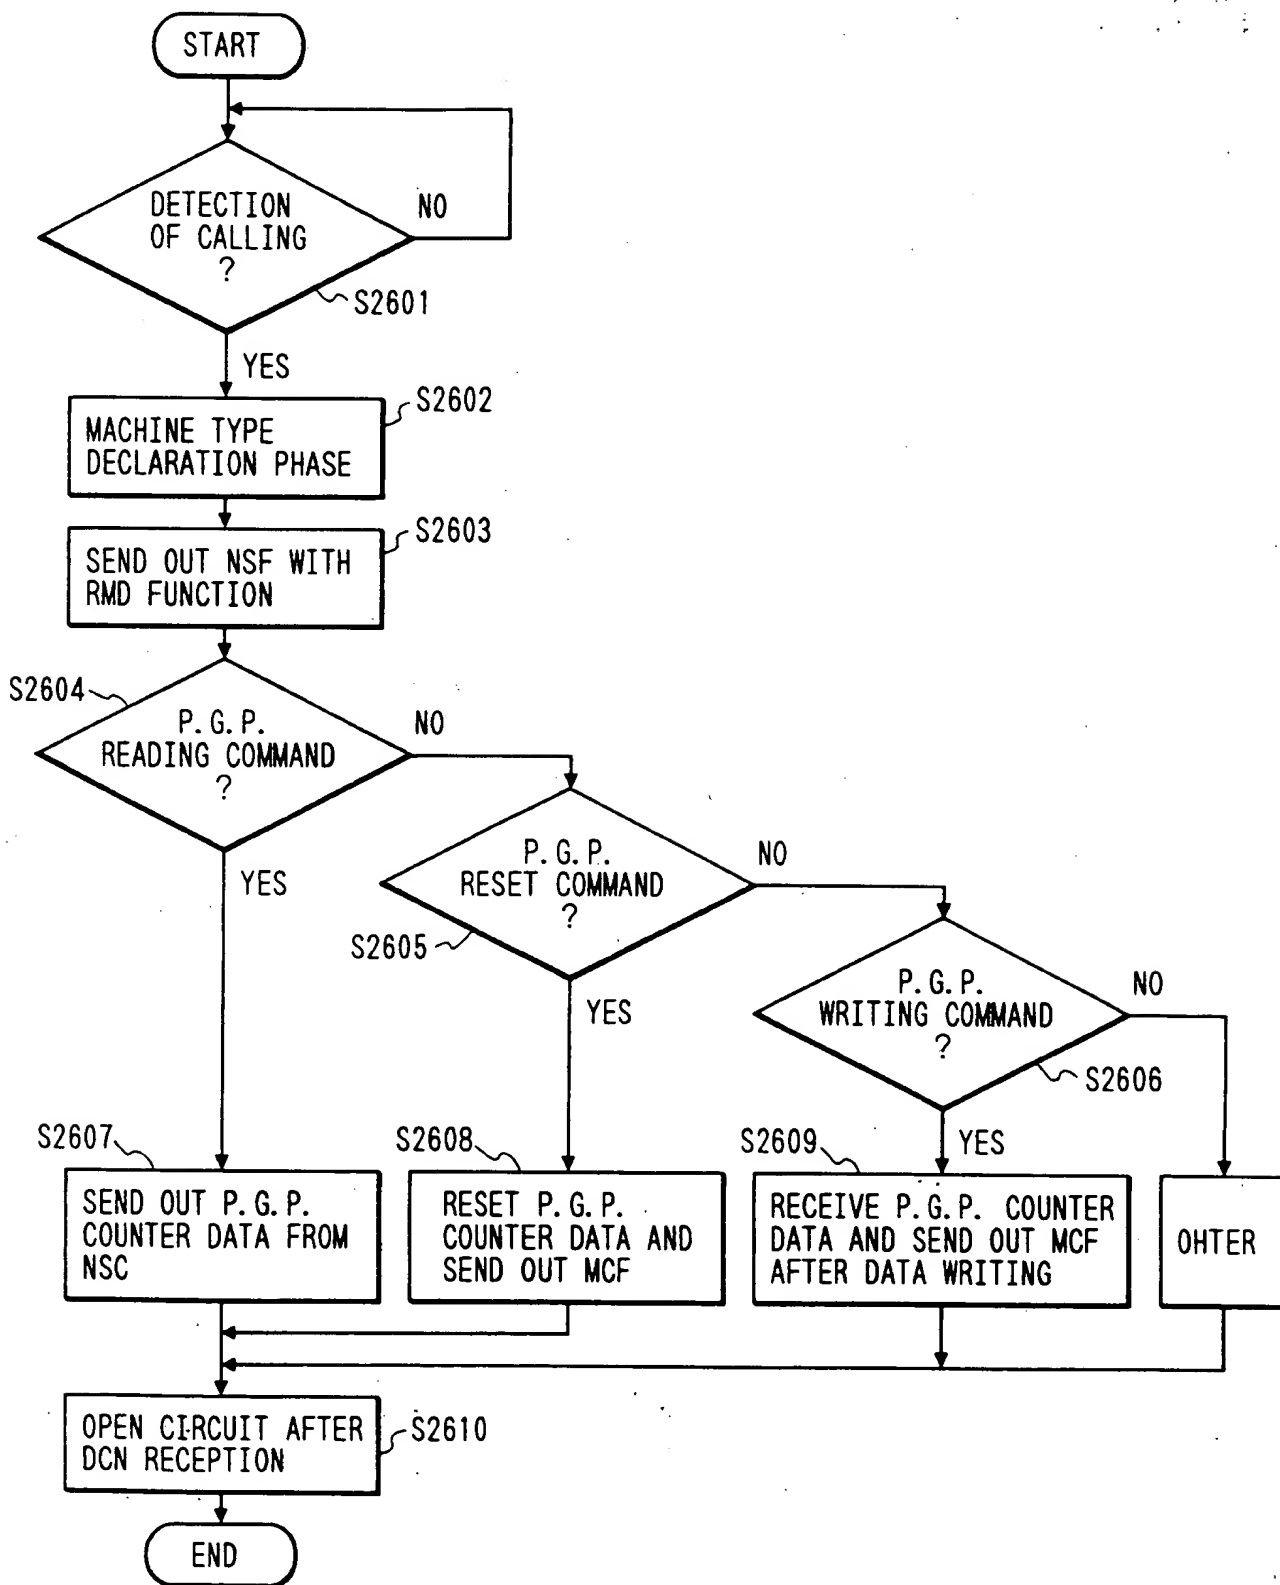 START
DETECTION
OF CALLING
?
NO
S2601
YES
S2602
MACHINE TYPE
DECLARATION PHASE
S2603
SEND OUT NSF WITH
RMD FUNCTION
S2604
P.G.P.
READING COMMAND
?
NO
YES
P.G.P.
RESET COMMAND
?
NO
S2605
YES
P.G.P.
WRITING COMMAND
?
NO
S2606
YES
S2607
SEND OUT P.G.P.
COUNTER DATA FROM
NSC
S2608
RESET P.G.P.
COUNTER DATA AND
SEND OUT MCF
S2609
RECEIVE P.G.P. COUNTER
DATA AND SEND OUT MCF
AFTER DATA WRITING
OHTER
OPEN CIRCUIT AFTER
DCN RECEPTION
S2610
END